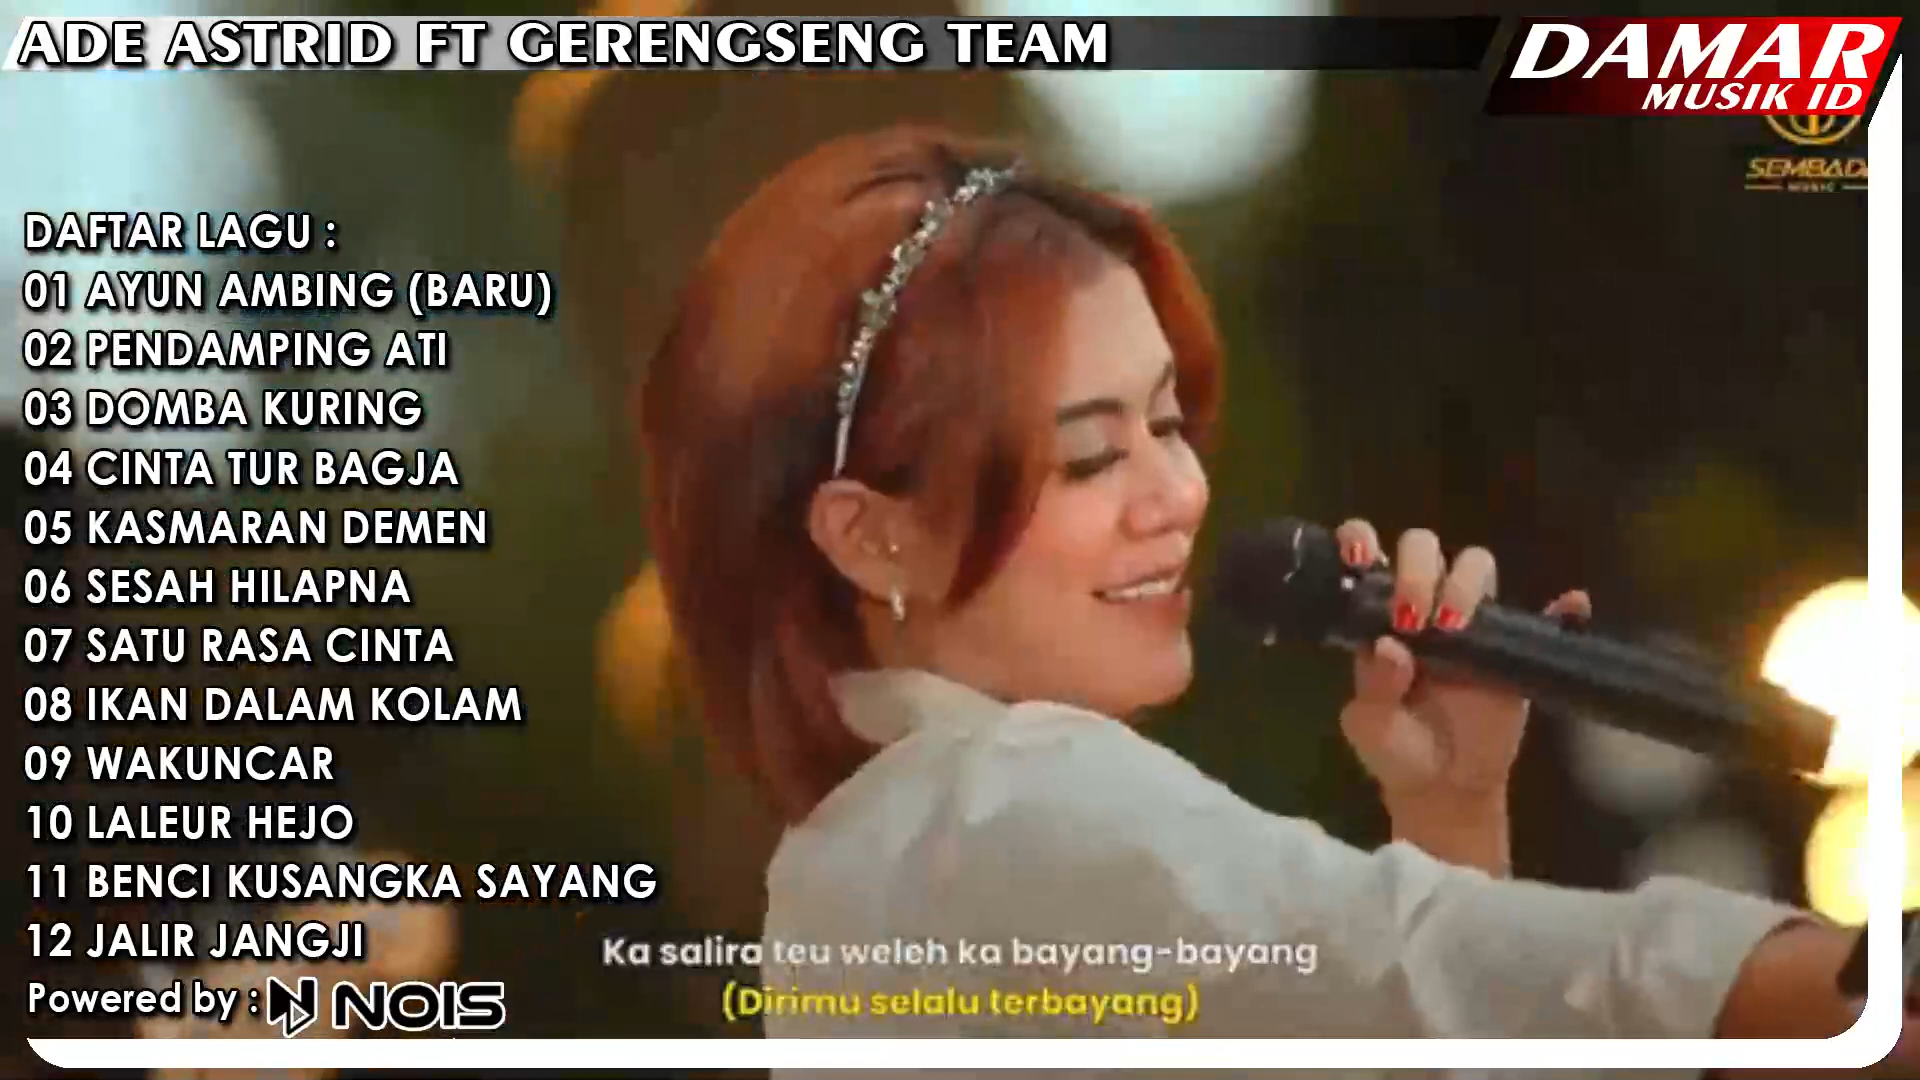 ADE ASTRID FT GERENGSENG TEAM
DAMAR
MUSIK ID
SEMBADA
MUSIC
DAFTAR LAGU :
01 AYUN AMBING (BARU)
02 PENDAMPING ATI
03 DOMBA KURING
04 CINTA TUR BAGJA
05 KASMARAN DEMEN
06 SESAH HILAPNA
07 SATU RASA CINTA
08 IKAN DALAM KOLAM
09 WAKUNCAR
10 LALEUR HEJO
11 BENCI KUSANGKA SAYANG
12 JALIR JANGJI
Powered by : NOIS
Ka salira teu weleh ka bayang-bayang
(Dirimu selalu terbayang)